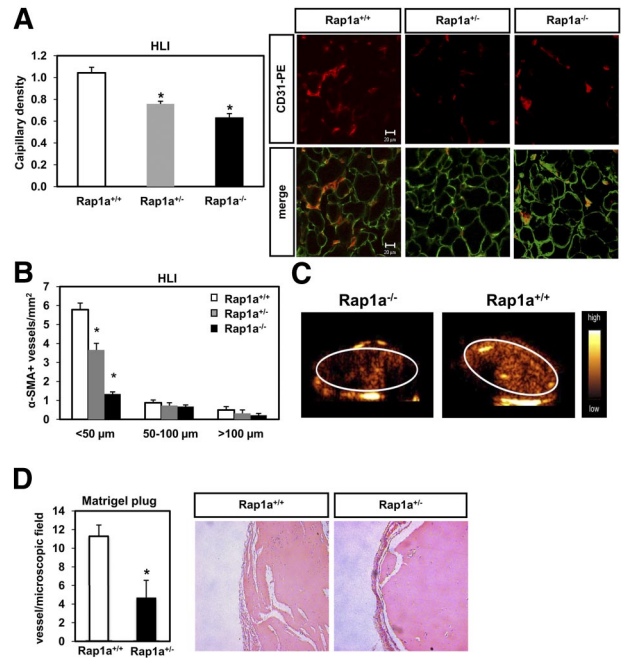 A
HLI
Caipillary density
1.2
1.0
0.8
0.6
0.4
0.2
0.0
*
*
Rap1a+/+
Rap1a+/-
Rap1a-/-
Rap1a+/+
Rap1a+/-
Rap1a-/-
CD31-PE
20 µm
merge
20 µm
B
HLI
α-SMA+ vessels/mm²
7
6
5
4
3
2
1
0
Rap1a+/+
Rap1a+/-
Rap1a-/-
*
*
<50 µm
50-100 µm
>100 µm
C
Rap1a-/-
Rap1a+/+
high
low
D
Matrigel plug
vessel/microscopic field
14
12
10
8
6
4
2
0
*
Rap1a+/+
Rap1a+/-
Rap1a+/+
Rap1a+/-